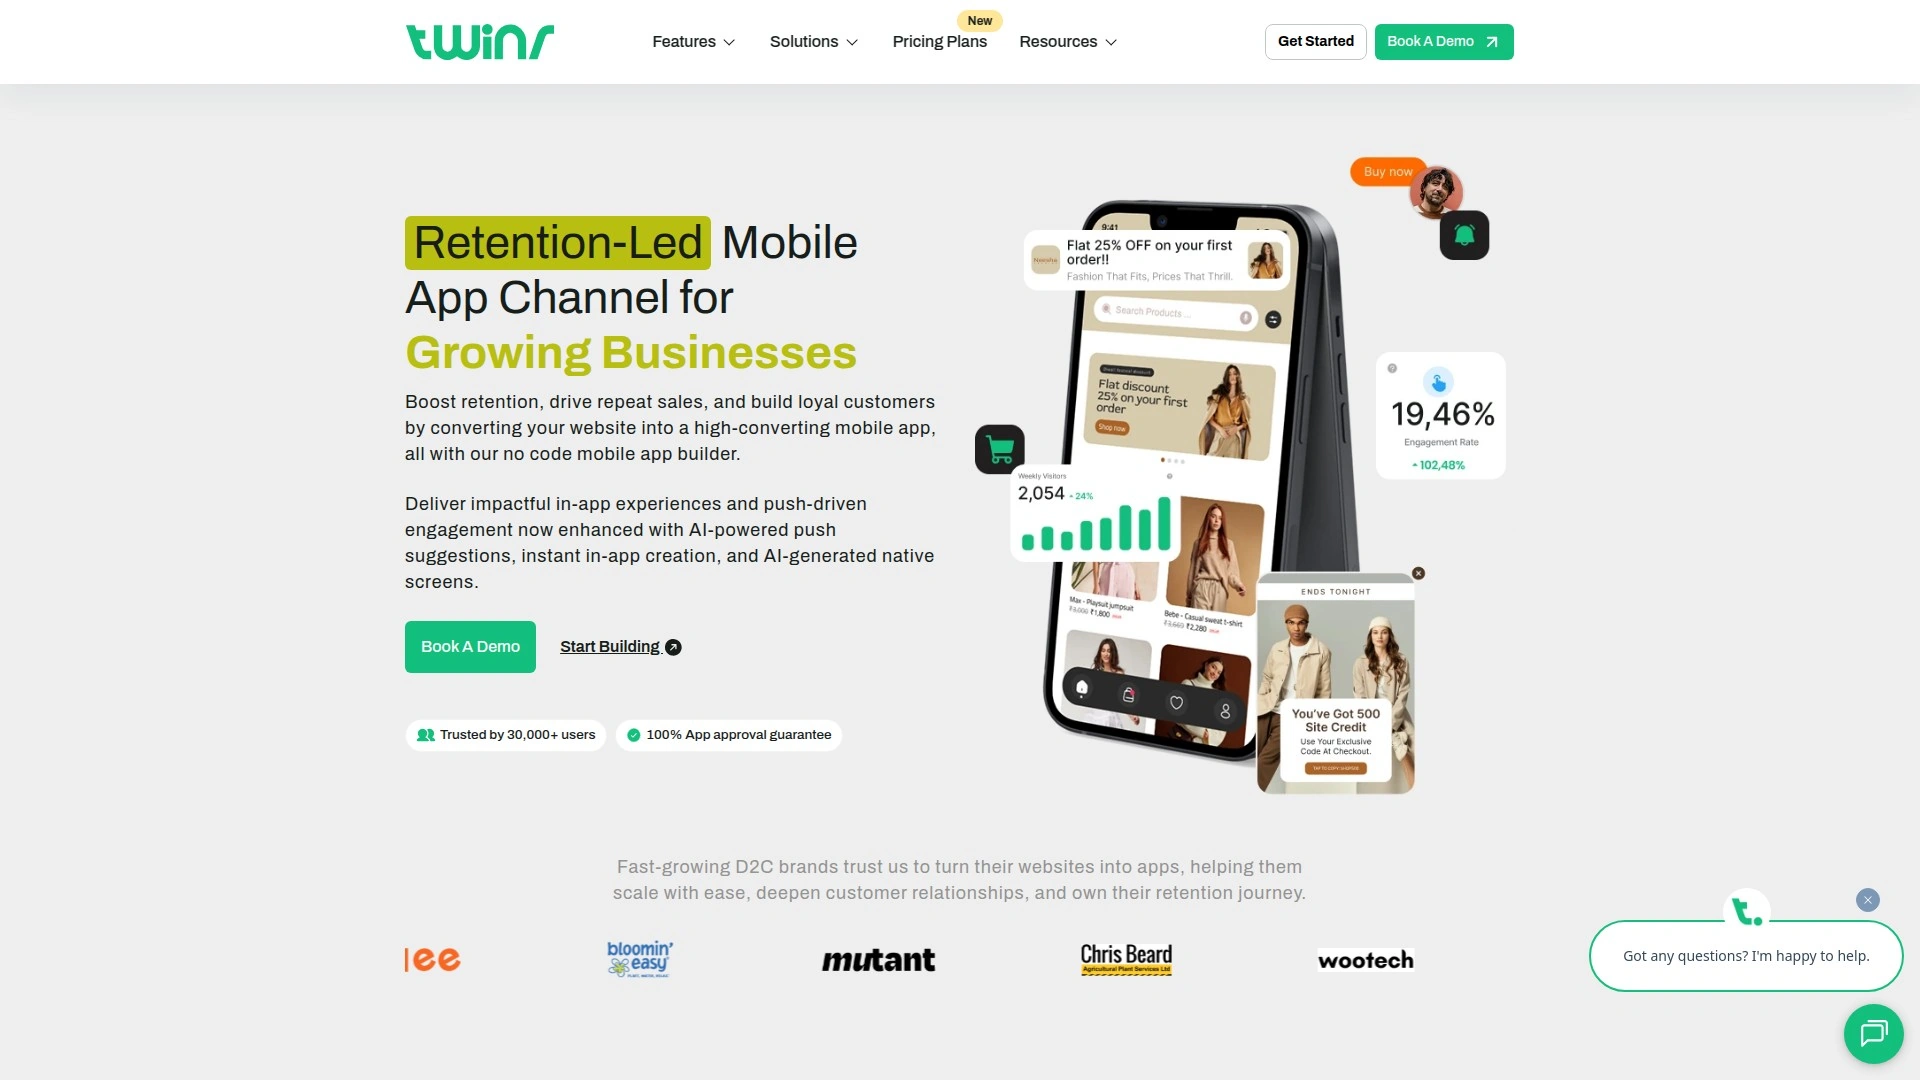 twinr
Features
Solutions
New
Pricing Plans
Resources
Get Started
Book A Demo
Retention-Led Mobile
App Channel for
Growing Businesses
Boost retention, drive repeat sales, and build loyal customers
by converting your website into a high-converting mobile app,
all with our no code mobile app builder.
Deliver impactful in-app experiences and push-driven
engagement now enhanced with AI-powered push
suggestions, instant in-app creation, and AI-generated native
screens.
Book A Demo
Start Building
Trusted by 30,000+ users
100% App approval guarantee
Buy now
9:41
Flat 25% OFF on your first
order!!
Fashion That Fits, Prices That Thrill.
Search Products ...
Flat discount
25% on your first
order
Shop now
19,46%
Engagement Rate
102,48%
Weekly Visitors
2,054
24%
Max - Playsuit jumpsuit
₹3,000 ₹1,800
Bebe - Casual sweat t-shirt
₹2,280
ENDS TONIGHT
You've Got 500
Site Credit
Use Your Exclusive
Code At Checkout.
Fast-growing D2C brands trust us to turn their websites into apps, helping them
scale with ease, deepen customer relationships, and own their retention journey.
lee
bloomin'
easy
mutant
Chris Beard
Agricultural Plant Services Ltd
wootech
t.
Got any questions? I'm happy to help.